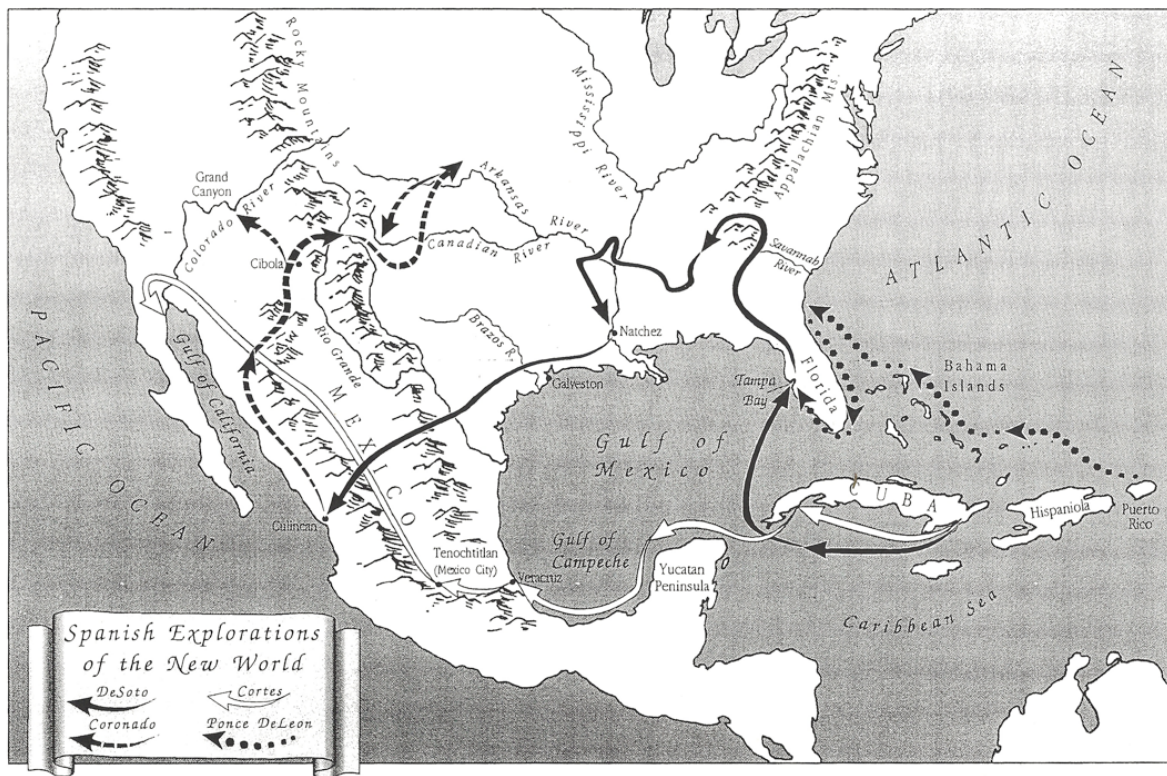 Rocky Mountins
Mississippi River
Appalachian Mts.
ATLANTIC OCEAN
Grand
Canyon
Colorado River
Arkansas
River
Canadian
River
Cibola
Savannah
River
PACIFIC OCEAN
Gulf of California
Rio Grande
Brazos R.
Natchez
Galveston
MEXICO
Tampa
Bay
Florida
Bahama
Islands
Gulf of
Mexico
Culincan
CUBA
Hispaniola
Puerto
Rico
Tenochtitlan
(Mexico City)
Veracruz
Gulf of
Campeche
Yucatan
Peninsula
Caribbean Sea
Spanish Explorations
of the New World
DeSoto
Cortes
Coronado
Ponce DeLeon